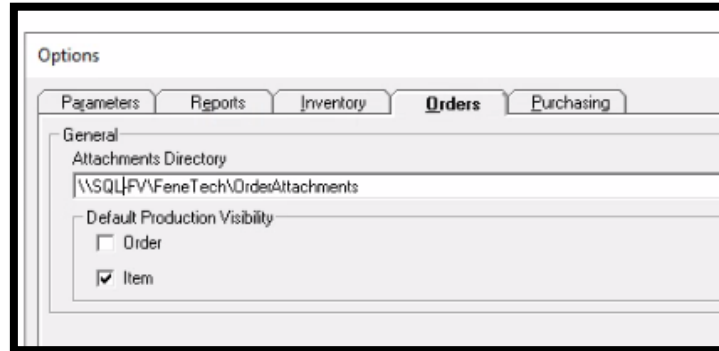 Options
Parameters Reports Inventory Orders Purchasing
General
Attachments Directory
\\SQL-FV\FeneTech\OrderAttachments
Default Production Visibility
Order
Item